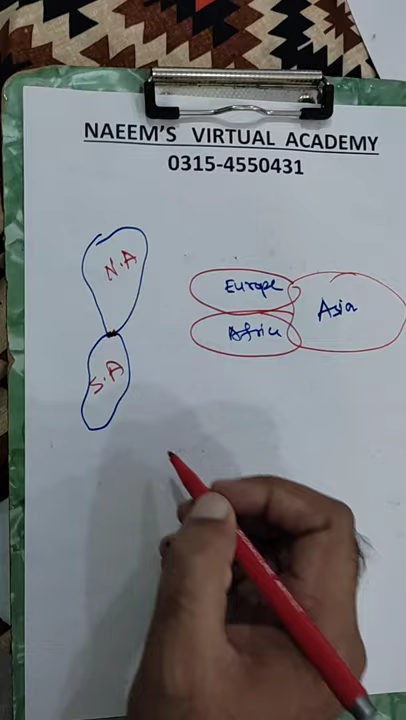 NAEEM'S VIRTUAL ACADEMY
0315-4550431
N.A
S.A
Europe
Africa
Asia